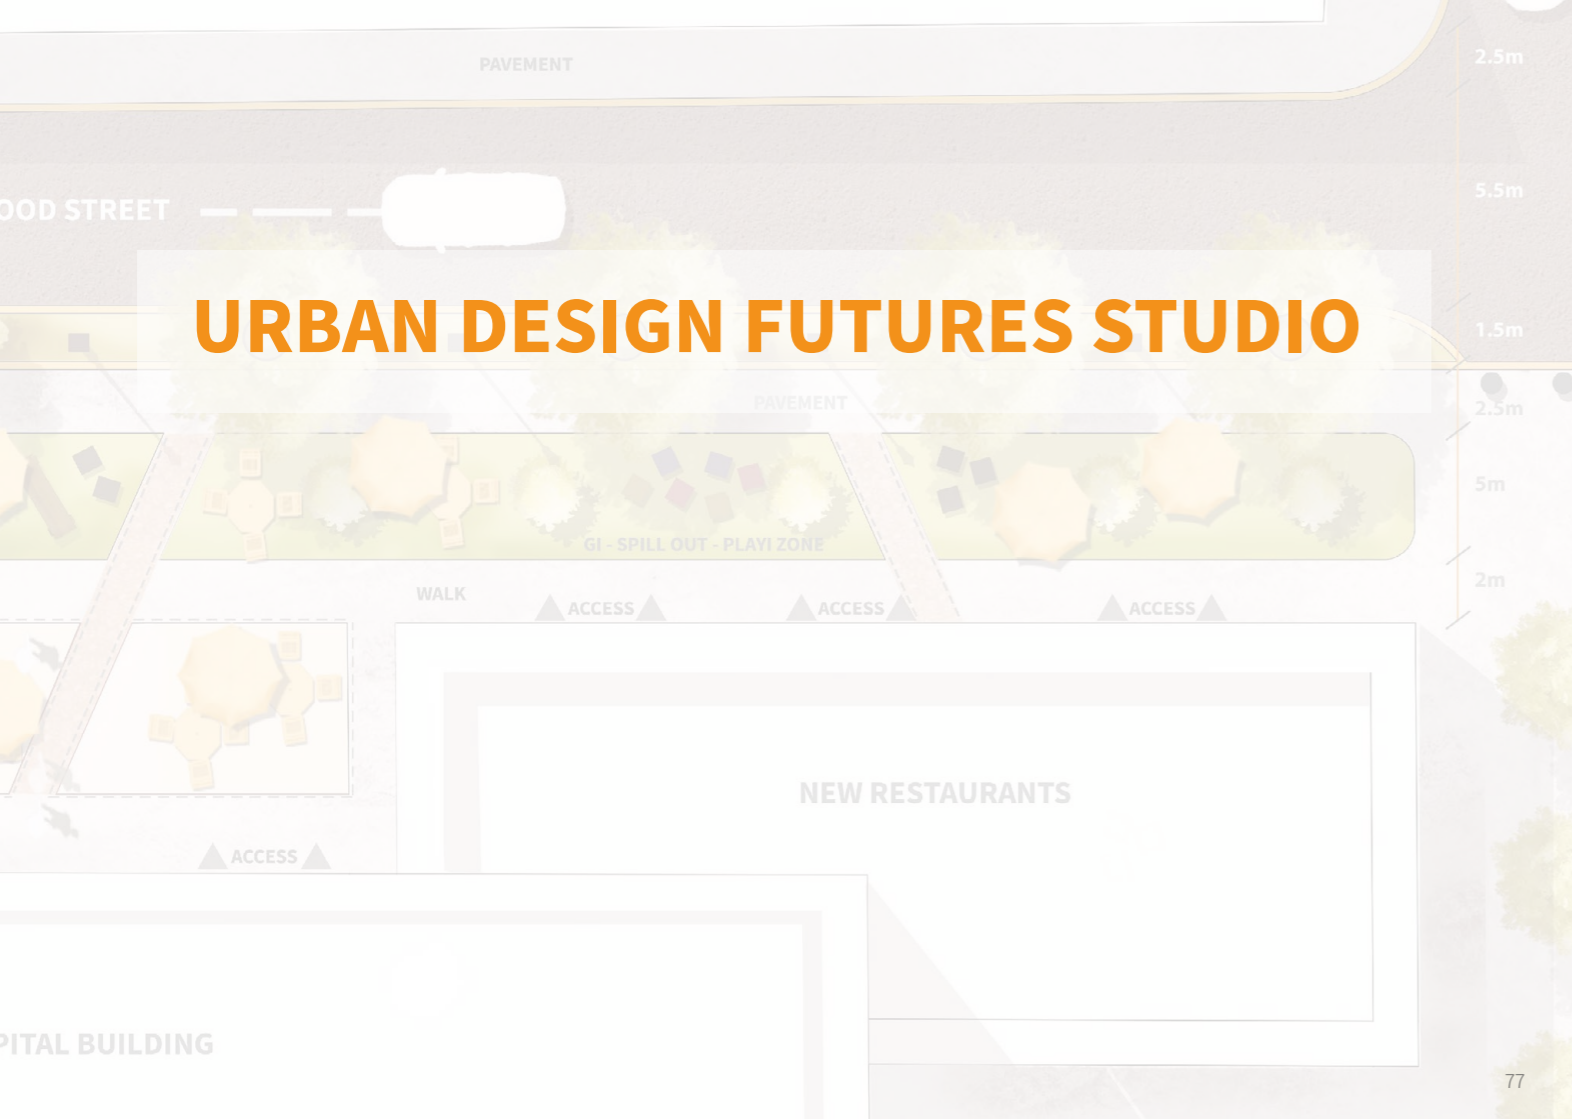 PAVEMENT
2.5m
5.5m
OOD STREET
URBAN DESIGN FUTURES STUDIO
1.5m
PAVEMENT
2.5m
5m
GI - SPILL OUT - PLAYI ZONE
2m
WALK
ACCESS
ACCESS
ACCESS
NEW RESTAURANTS
ACCESS
PITAL BUILDING
77